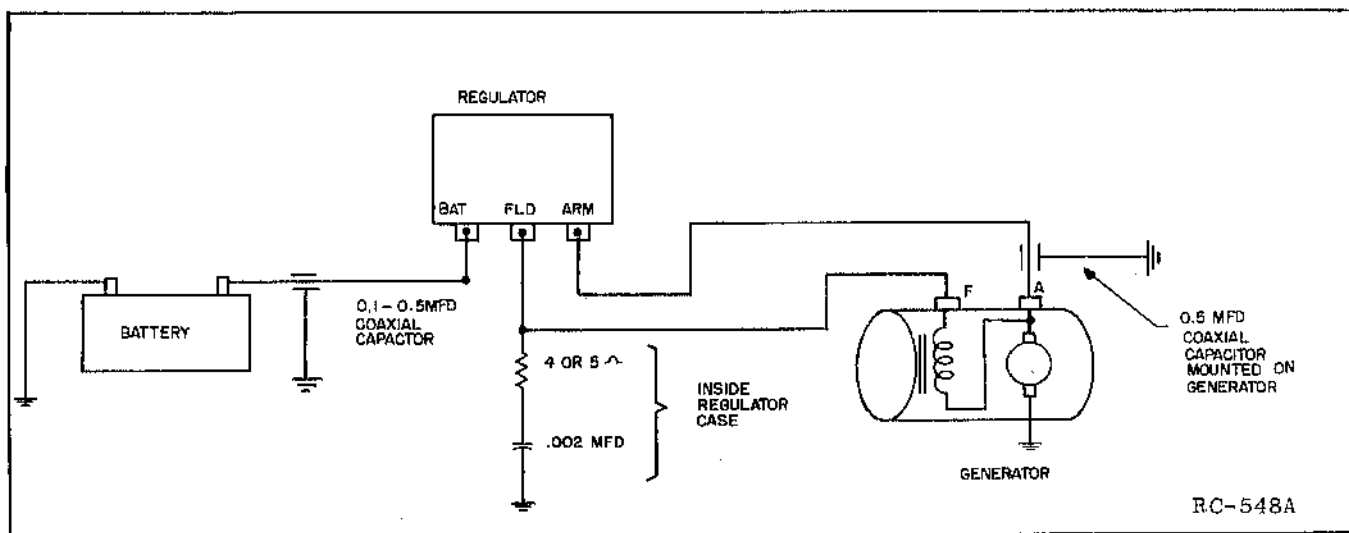 REGULATOR
BAT FLD ARM
BATTERY
0.1-0.5MFD
COAXIAL
CAPACTOR
4 OR 5
.002 MFD
INSIDE
REGULATOR
CASE
F
A
0.5 MFD
COAXIAL
CAPACITOR
MOUNTED ON
GENERATOR
GENERATOR
RC-548A